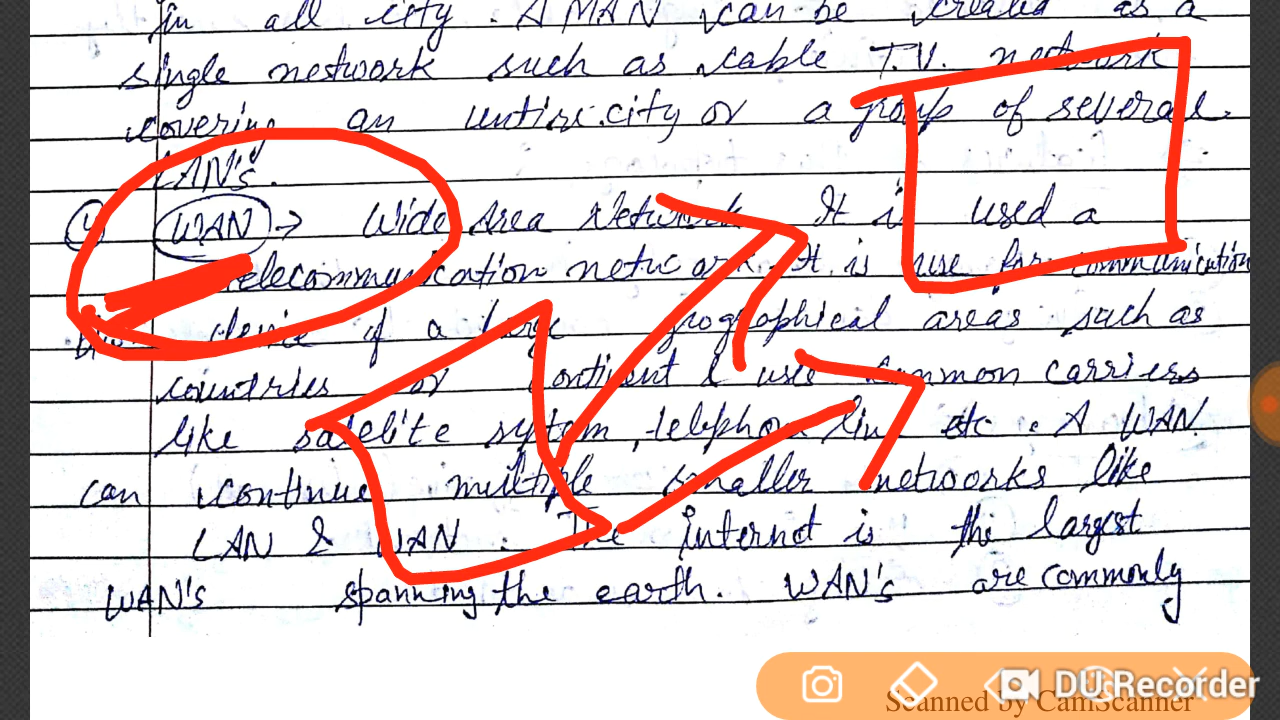 in all city. A MAN can be created as a
single network such as cable T.V. network
covering an entire city or a group of several
LAN's.
4 WAN → Wide Area Network It is used a
telecommunication network. It is use for communication
device of a large geographical areas such as
countries or continent & uses common carriers
like satelite system, telephone line etc. A WAN
can continue multiple smaller networks like
LAN & WAN. The internet is the largest
WAN's spanning the earth. WAN's are commonly
DU Recorder
Scanned by CamScanner